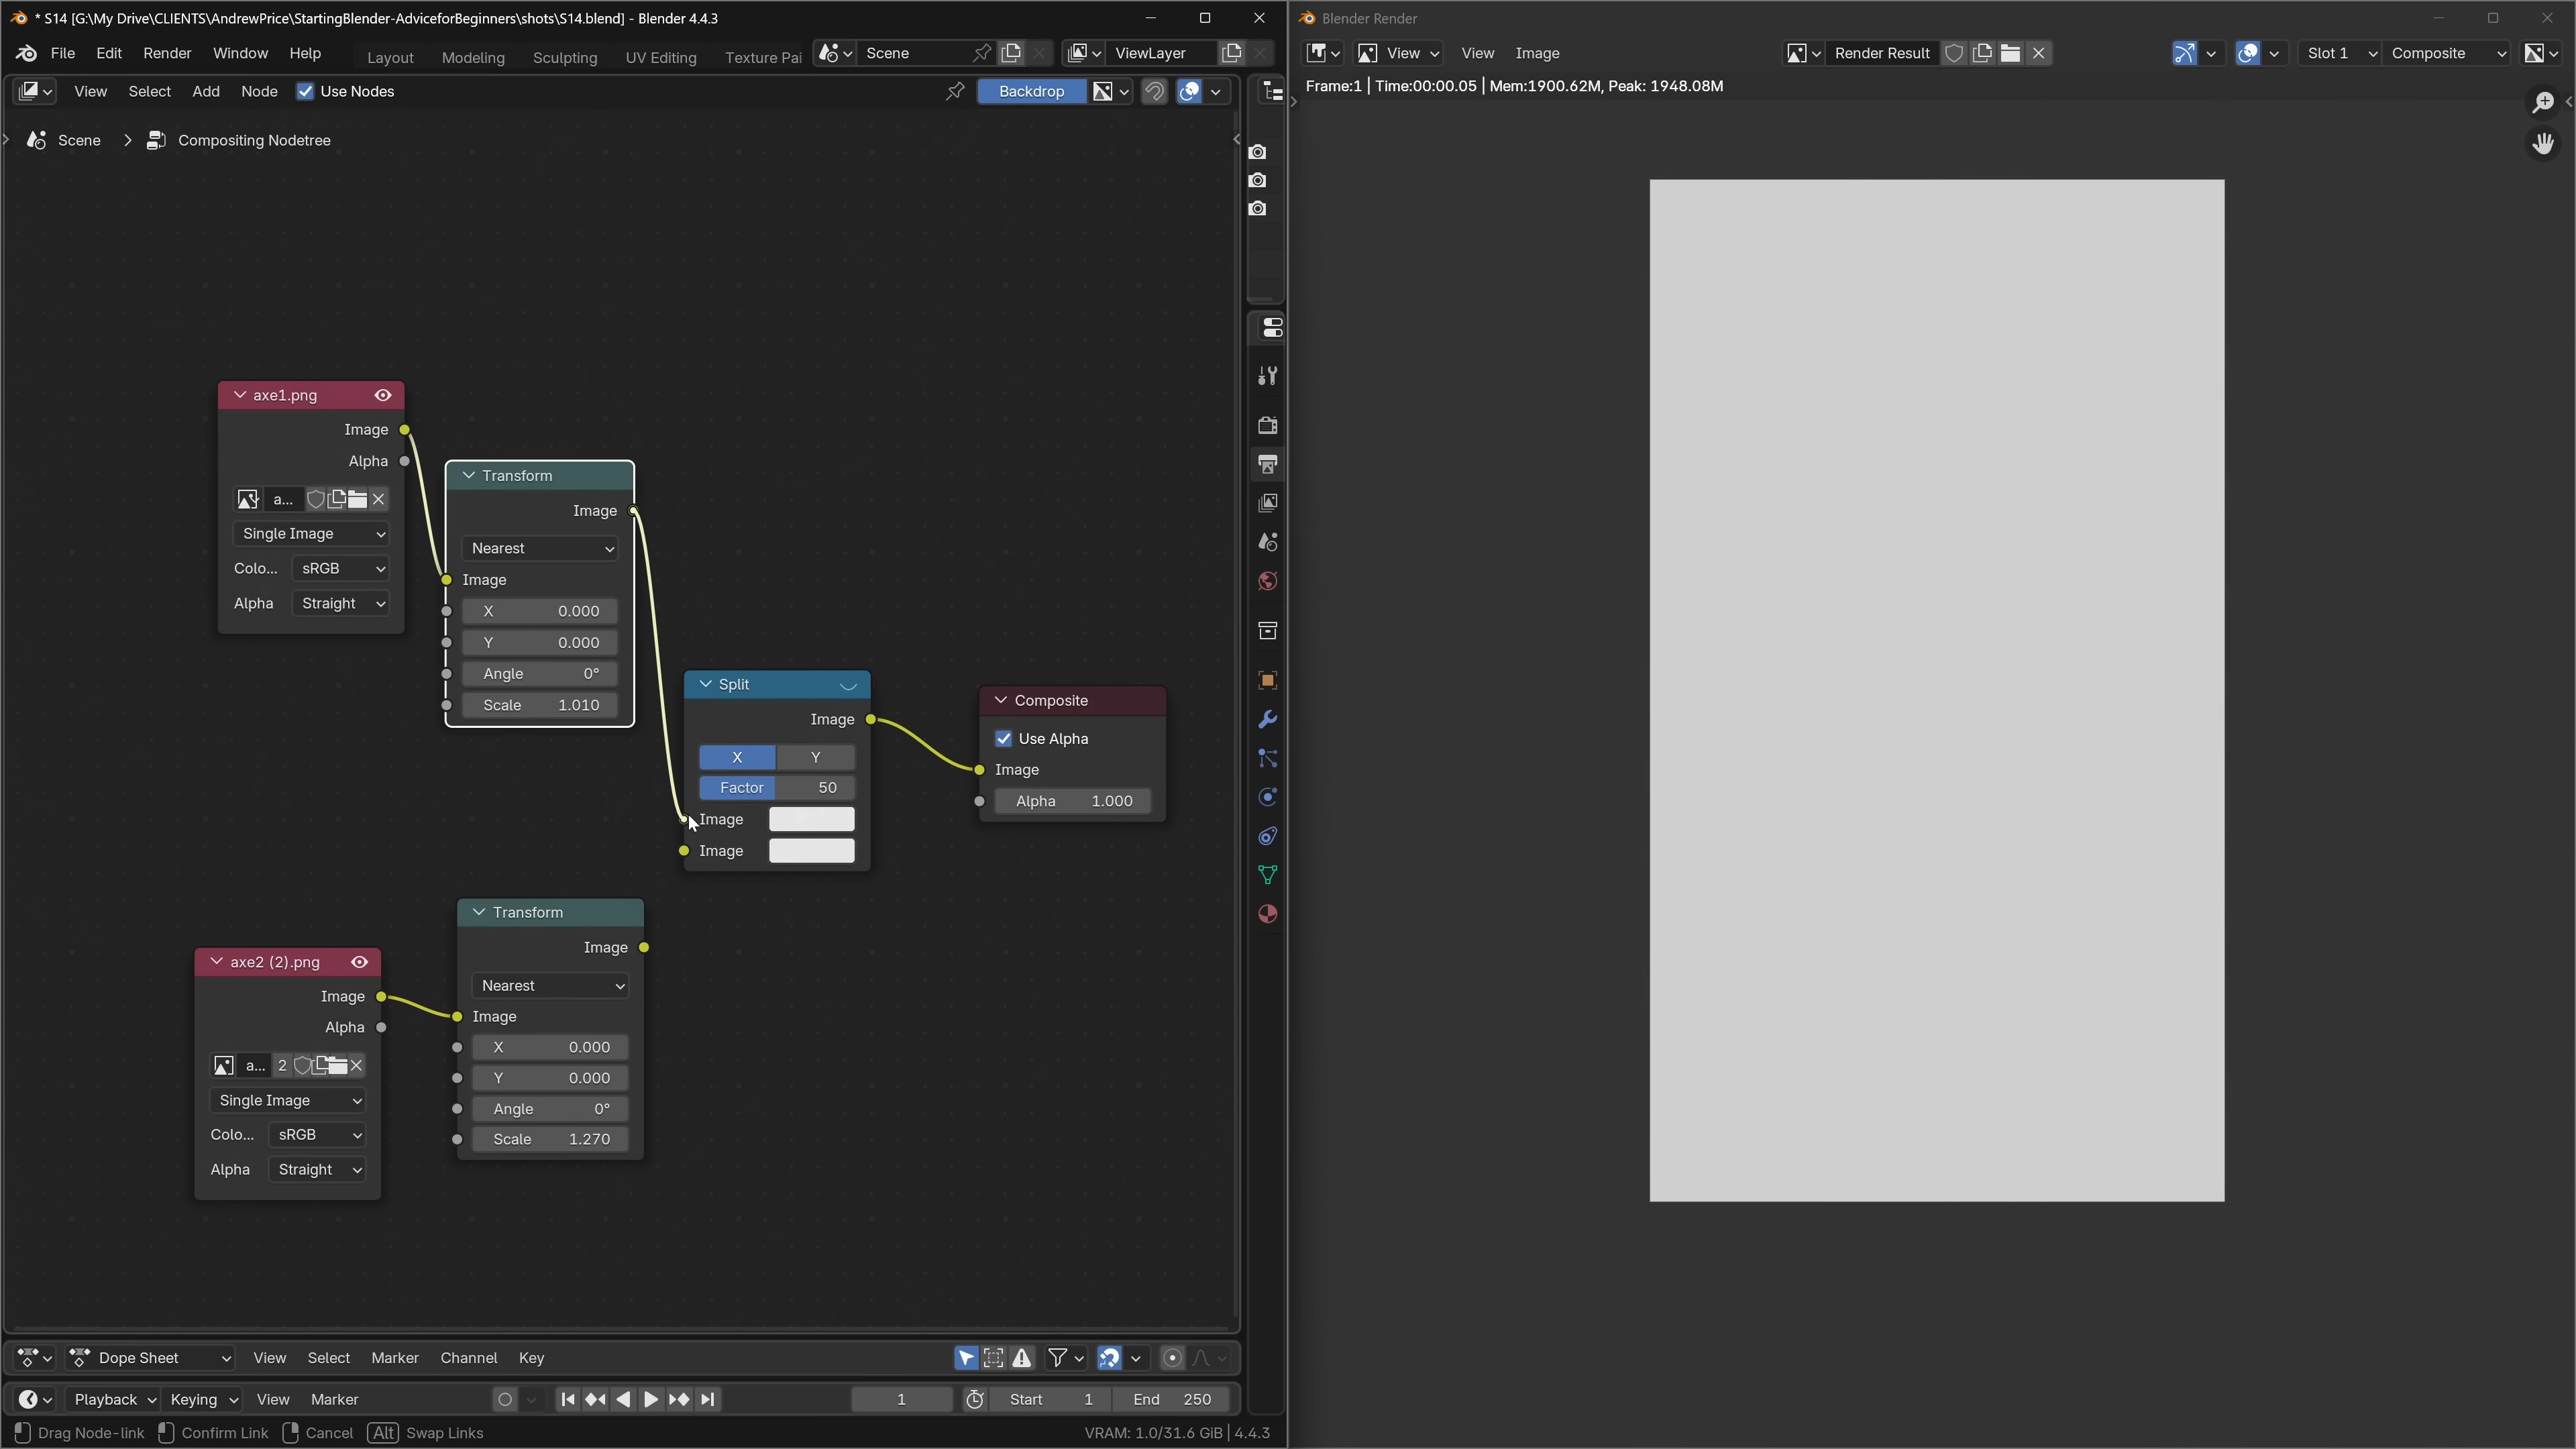 * S14 [G:\My Drive\CLIENTS\AndrewPrice\StartingBlender-AdviceforBeginners\shots\S14.blend] - Blender 4.4.3
File Edit Render Window Help Layout Modeling Sculpting UV Editing Texture Pai Scene ViewLayer
View Select Add Node Use Nodes Backdrop
Scene > Compositing Nodetree
axe1.png
Image
Alpha
a...
Single Image
Colo... sRGB
Alpha Straight
Transform
Image
Nearest
Image
X 0.000
Y 0.000
Angle 0°
Scale 1.010
Split
Image
X Y
Factor 50
Image
Image
Composite
Use Alpha
Image
Alpha 1.000
axe2 (2).png
Image
Alpha
a... 2
Single Image
Colo... sRGB
Alpha Straight
Transform
Image
Nearest
Image
X 0.000
Y 0.000
Angle 0°
Scale 1.270
Dope Sheet View Select Marker Channel Key
Playback Keying View Marker 1 Start 1 End 250
Drag Node-link Confirm Link Cancel Alt Swap Links VRAM: 1.0/31.6 GiB | 4.4.3
Blender Render
View View Image Render Result Slot 1 Composite
Frame:1 | Time:00:00.05 | Mem:1900.62M, Peak: 1948.08M